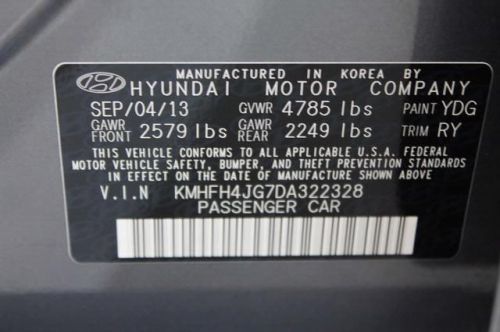 MANUFACTURED IN KOREA BY
HYUNDAI MOTOR COMPANY
SEP/04/13 GVWR 4785 lbs PAINT YDG
GAWR FRONT 2579 lbs GAWR REAR 2249 lbs TRIM RY
THIS VEHICLE CONFORMS TO ALL APPLICABLE U.S.A. FEDERAL
MOTOR VEHICLE SAFETY, BUMPER, AND THEFT PREVENTION STANDARDS
IN EFFECT ON THE DATE OF MANUFACTURE SHOWN ABOVE
V.I.N KMHFH4JG7DA322328
PASSENGER CAR